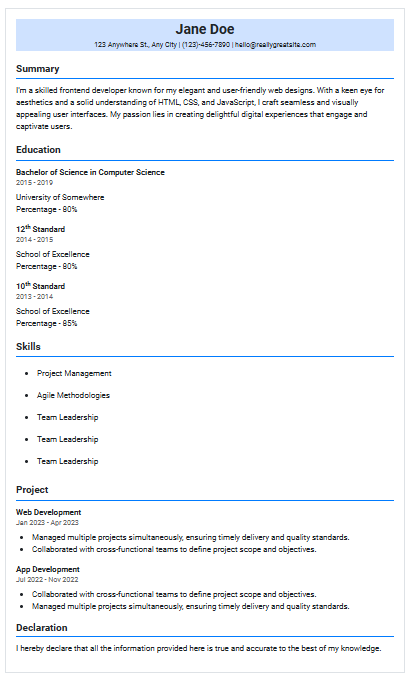 Jane Doe
123 Anywhere St., Any City | (123)-456-7890 | hello@reallygreatsite.com
Summary
I'm a skilled frontend developer known for my elegant and user-friendly web designs. With a keen eye for
aesthetics and a solid understanding of HTML, CSS, and JavaScript, I craft seamless and visually
appealing user interfaces. My passion lies in creating delightful digital experiences that engage and
captivate users.
Education
Bachelor of Science in Computer Science
2015 - 2019
University of Somewhere
Percentage - 80%
12th Standard
2014 - 2015
School of Excellence
Percentage - 80%
10th Standard
2013 - 2014
School of Excellence
Percentage - 85%
Skills
• Project Management
• Agile Methodologies
• Team Leadership
• Team Leadership
• Team Leadership
Project
Web Development
Jan 2023 - Apr 2023
• Managed multiple projects simultaneously, ensuring timely delivery and quality standards.
• Collaborated with cross-functional teams to define project scope and objectives.
App Development
Jul 2022 - Nov 2022
• Collaborated with cross-functional teams to define project scope and objectives.
• Managed multiple projects simultaneously, ensuring timely delivery and quality standards.
Declaration
I hereby declare that all the information provided here is true and accurate to the best of my knowledge.